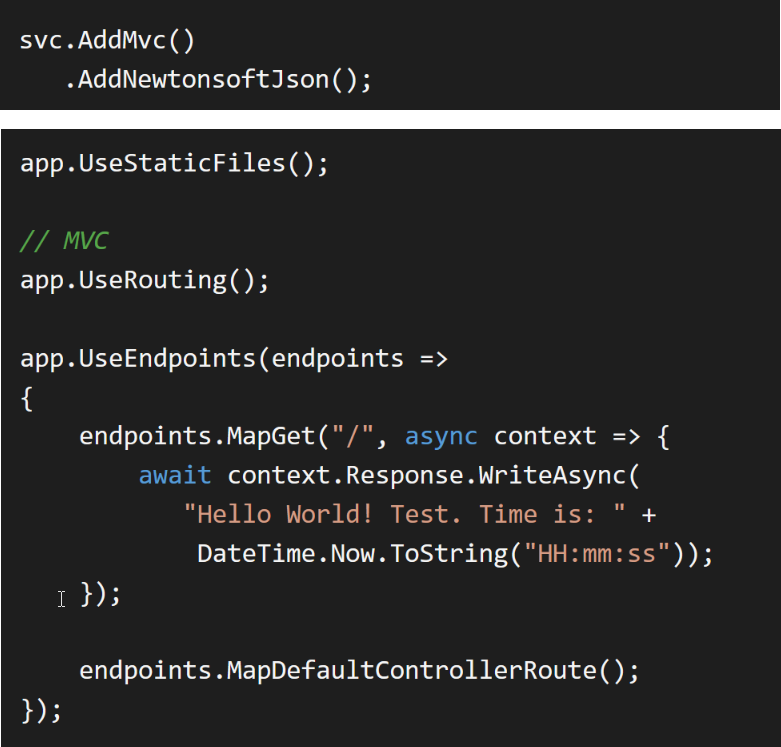 svc.AddMvc()
   .AddNewtonsoftJson();
app.UseStaticFiles();
// MVC
app.UseRouting();
app.UseEndpoints(endpoints =>
{
    endpoints.MapGet("/", async context => {
        await context.Response.WriteAsync(
           "Hello World! Test. Time is: " +
            DateTime.Now.ToString("HH:mm:ss"));
    });
    endpoints.MapDefaultControllerRoute();
});